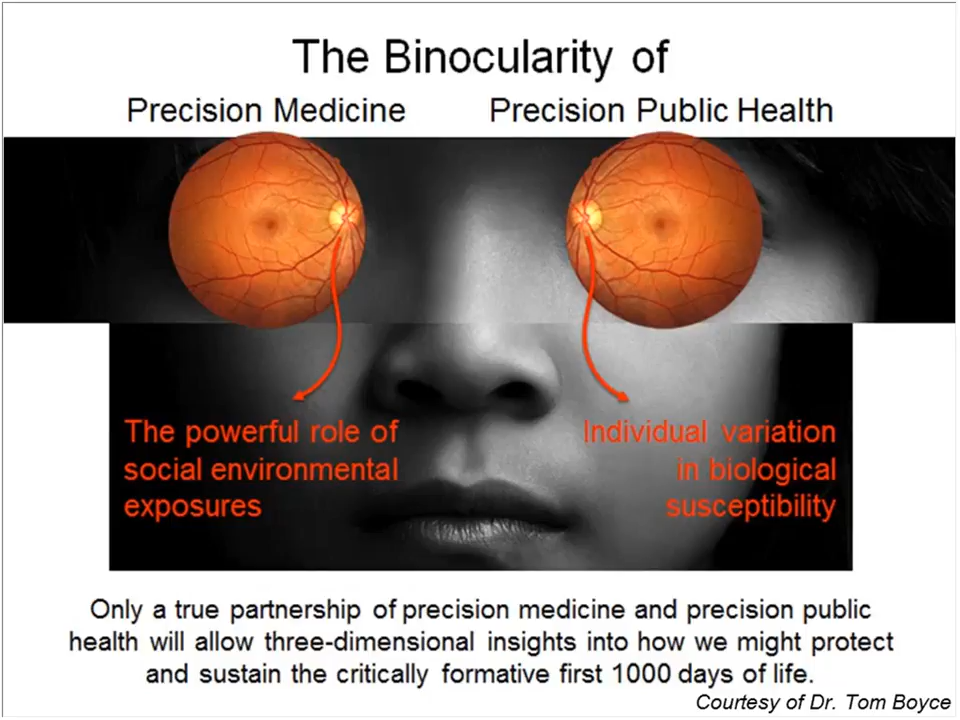 The Binocularity of
Precision Medicine
Precision Public Health
The powerful role of
social environmental
exposures
Individual variation
in biological
susceptibility
Only a true partnership of precision medicine and precision public
health will allow three-dimensional insights into how we might protect
and sustain the critically formative first 1000 days of life.
Courtesy of Dr. Tom Boyce